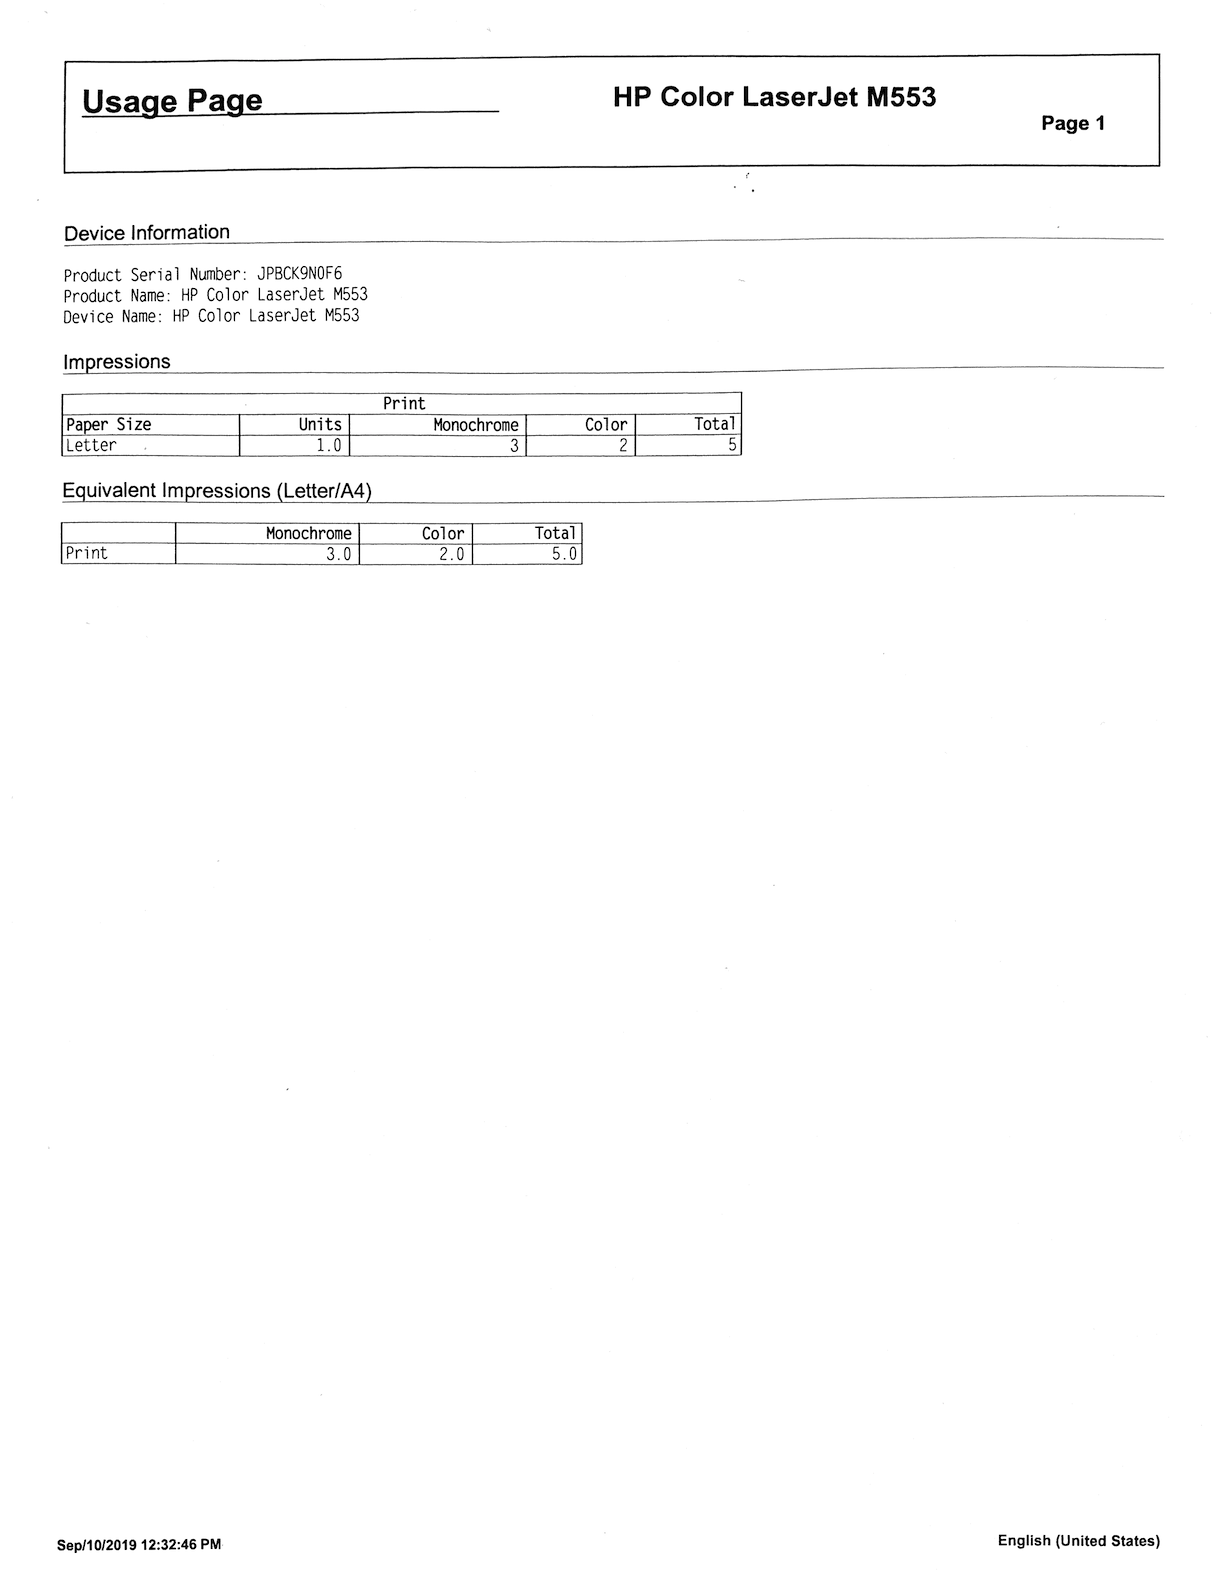 Usage Page
HP Color LaserJet M553
Page 1
Device Information
Product Serial Number: JPBCK9N0F6
Product Name: HP Color LaserJet M553
Device Name: HP Color LaserJet M553
Impressions
Print
Paper Size Units Monochrome Color Total
Letter 1.0 3 2 5
Equivalent Impressions (Letter/A4)
Monochrome Color Total
Print 3.0 2.0 5.0
Sep/10/2019 12:32:46 PM
English (United States)